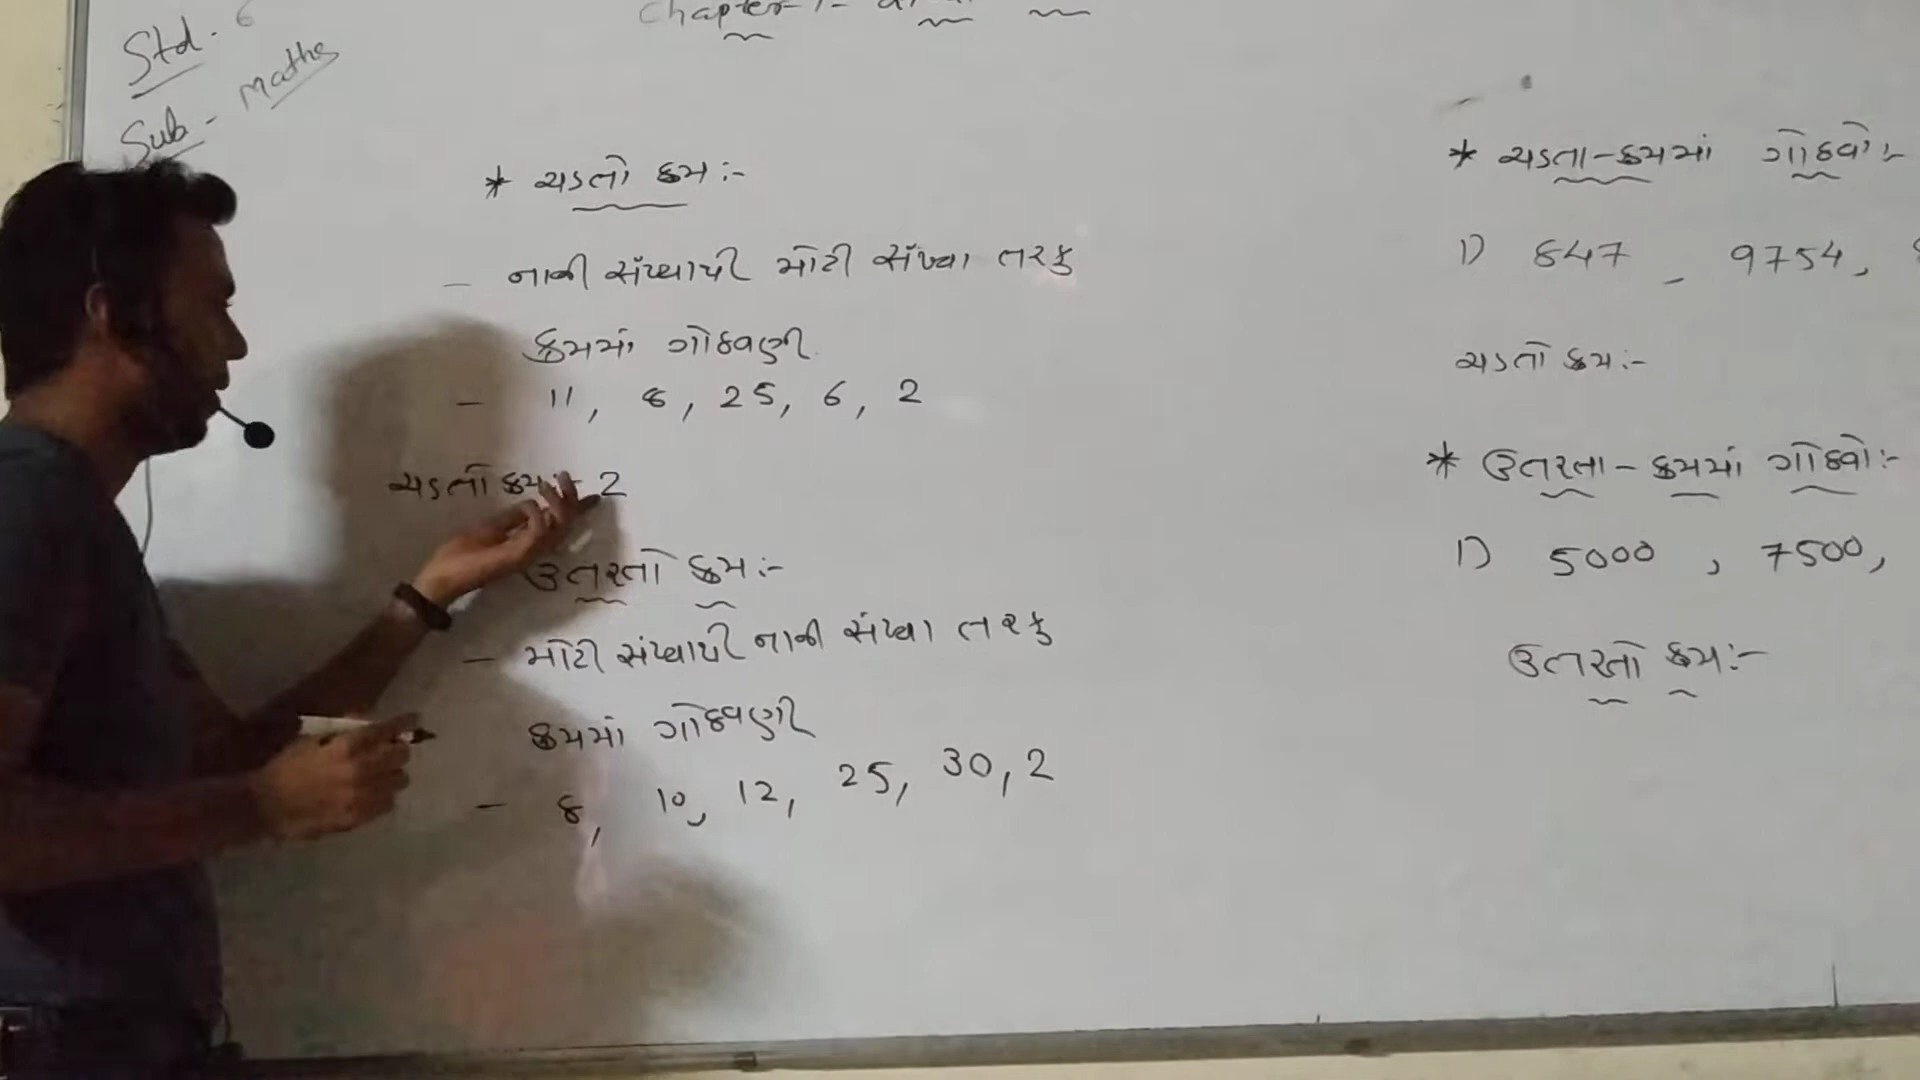 Std. 6
Sub - maths
Chapter 1-
* ચડતો ક્રમ :-
- નાની સંખ્યાથી મોટી સંખ્યા તરફ
ક્રમમાં ગોઠવણી.
- 11, 8, 25, 6, 2
ચડતો ક્રમ :- 2
ઉતરતો ક્રમ :-
- મોટી સંખ્યાથી નાની સંખ્યા તરફ
ક્રમમાં ગોઠવણી
- 8, 10, 12, 25, 30, 2
* ચડતા-ક્રમમાં ગોઠવો :-
1) 847, 9754,
ચડતો ક્રમ :-
* ઉતરતા - ક્રમમાં ગોઠવો :-
1) 5000, 7500,
ઉતરતો ક્રમ :-